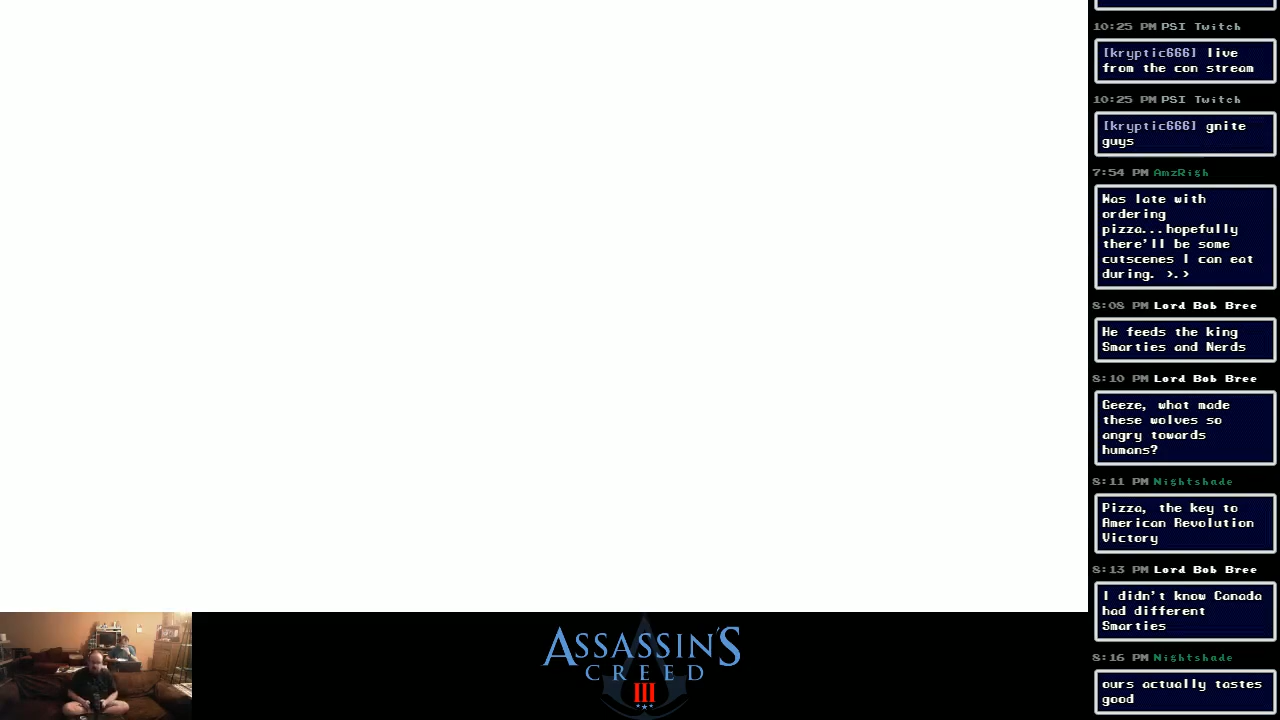 10:25 PM PSI Twitch
[kryptic666] live
from the con stream
10:25 PM PSI Twitch
[kryptic666] gnite
guys
7:54 PM AmzRigh
Was late with
ordering
pizza...hopefully
there'll be some
cutscenes I can eat
during. >.>
8:08 PM Lord Bob Bree
He feeds the king
Smarties and Nerds
8:10 PM Lord Bob Bree
Geeze, what made
these wolves so
angry towards
humans?
8:11 PM Nightshade
Pizza, the key to
American Revolution
Victory
8:13 PM Lord Bob Bree
I didn't know Canada
had different
Smarties
8:16 PM Nightshade
ours actually tastes
good
ASSASSIN'S
CREED
III